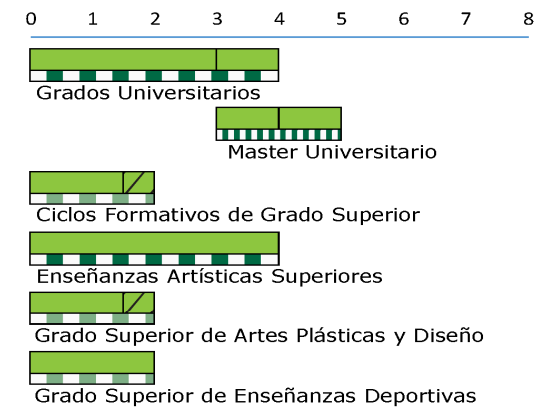 0 1 2 3 4 5 6 7 8
Grados Universitarios
Master Universitario
Ciclos Formativos de Grado Superior
Enseñanzas Artísticas Superiores
Grado Superior de Artes Plásticas y Diseño
Grado Superior de Enseñanzas Deportivas